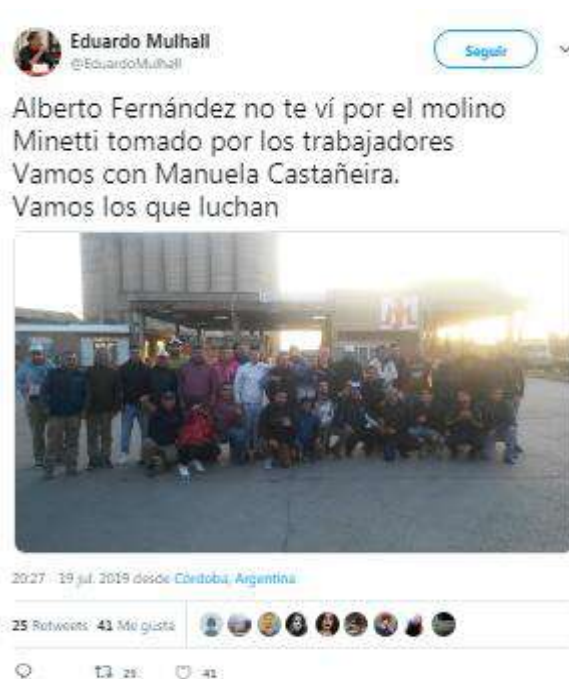 Eduardo Mulhall
@EduardoMulhall
Seguir
Alberto Fernández no te ví por el molino
Minetti tomado por los trabajadores
Vamos con Manuela Castañeira.
Vamos los que luchan
20:27 - 19 jul. 2019 desde Córdoba, Argentina
25 Retweets 41 Me gusta
25 41